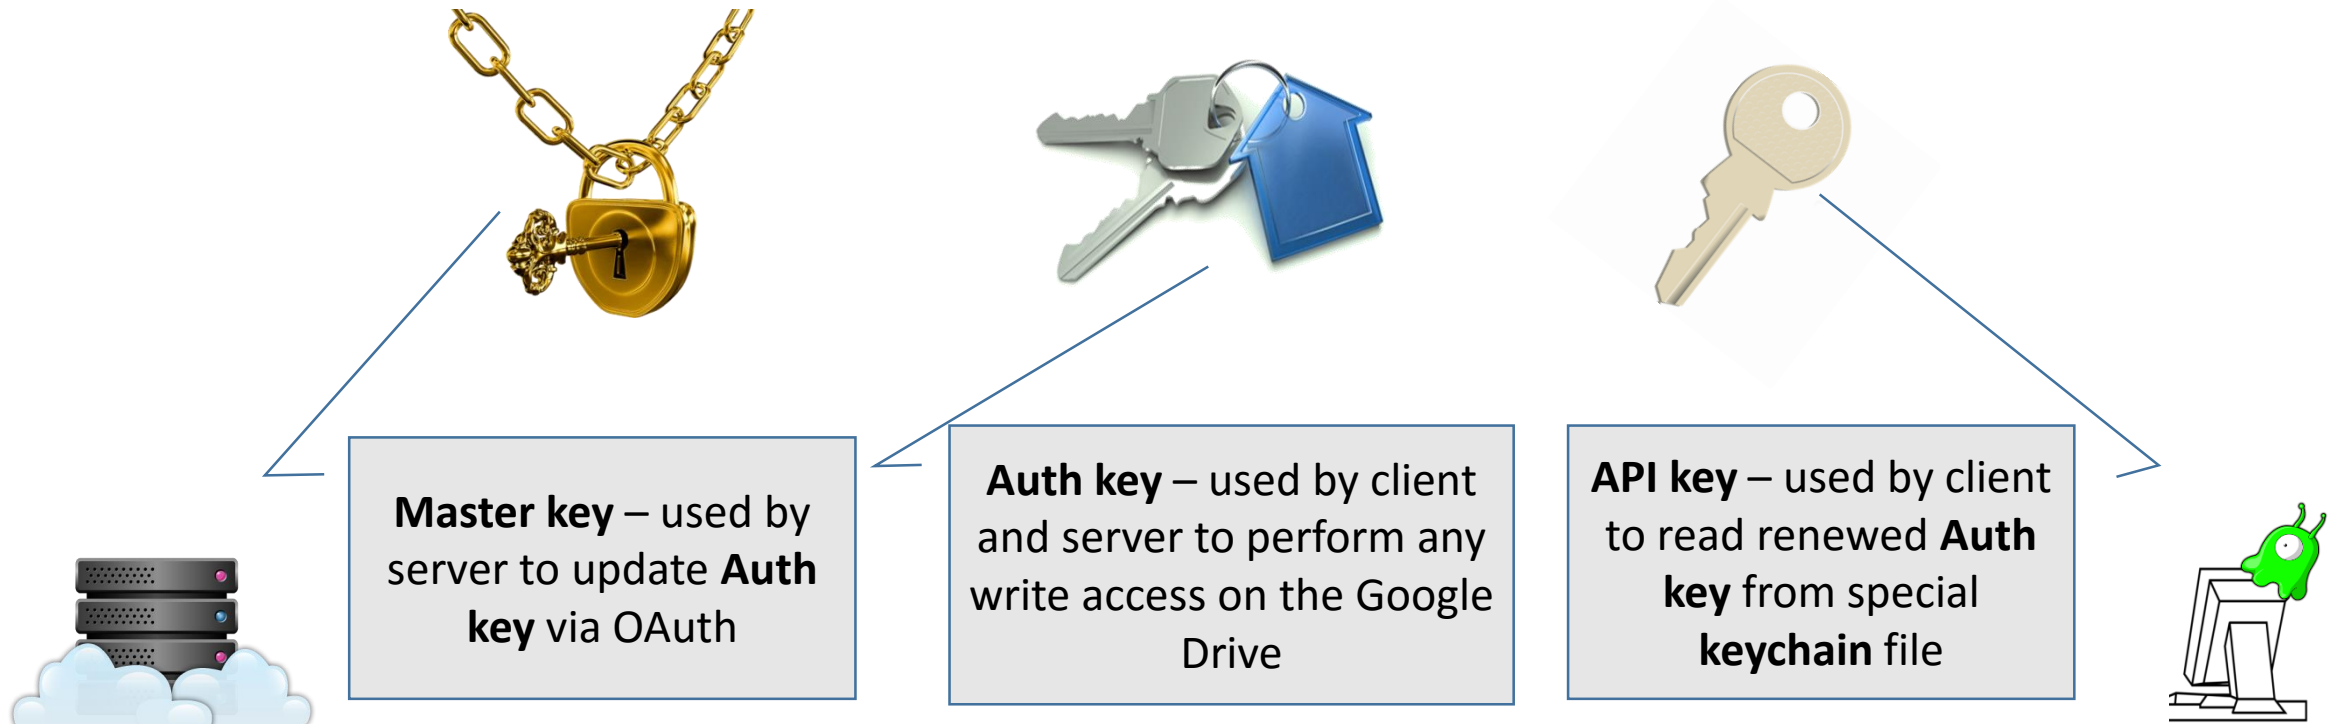 Master key – used by
server to update Auth
key via OAuth
Auth key – used by client
and server to perform any
write access on the Google
Drive
API key – used by client
to read renewed Auth
key from special
keychain file